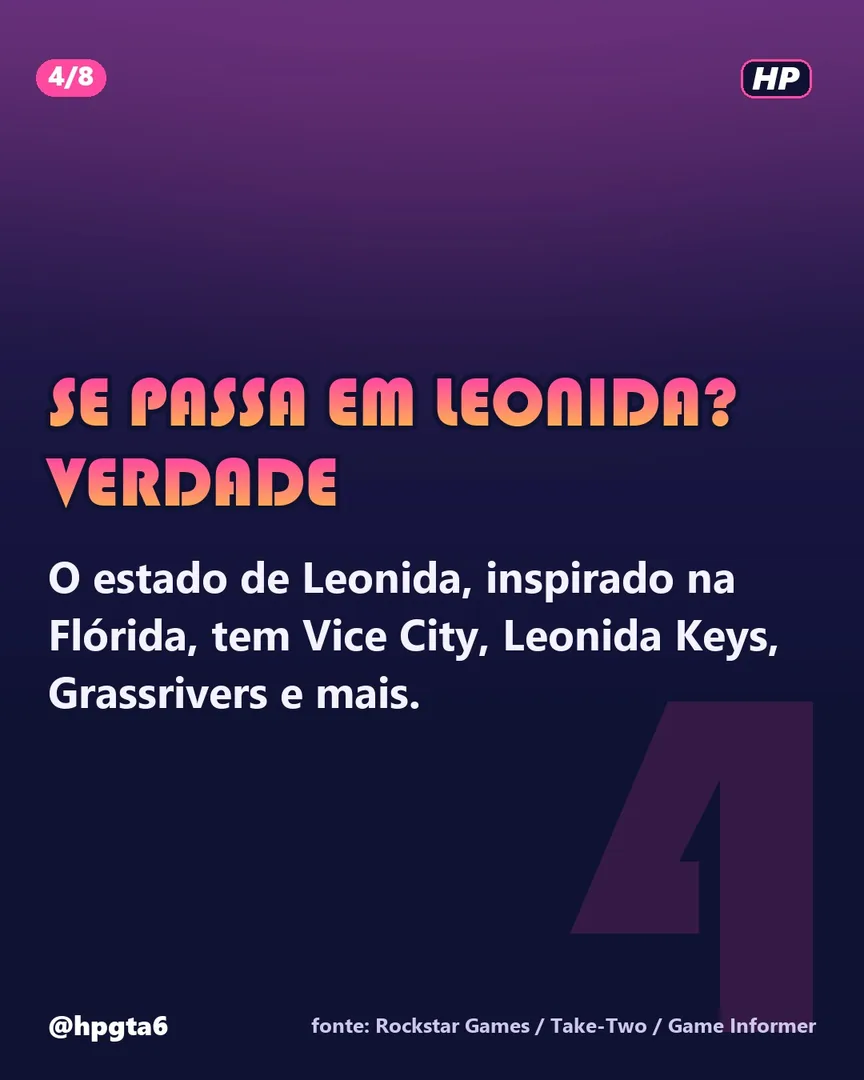 4/8
HP
SE PASSA EM LEONIDA?
VERDADE
O estado de Leonida, inspirado na
Flórida, tem Vice City, Leonida Keys,
Grassrivers e mais.
4
@hpgta6
fonte: Rockstar Games / Take-Two / Game Informer